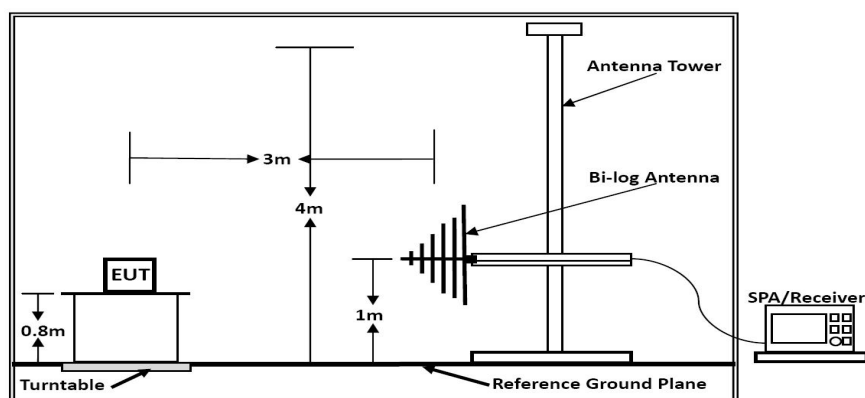 Antenna Tower
3m
Bi-log Antenna
4m
EUT
SPA/Receiver
0.8m
1m
Turntable
Reference Ground Plane